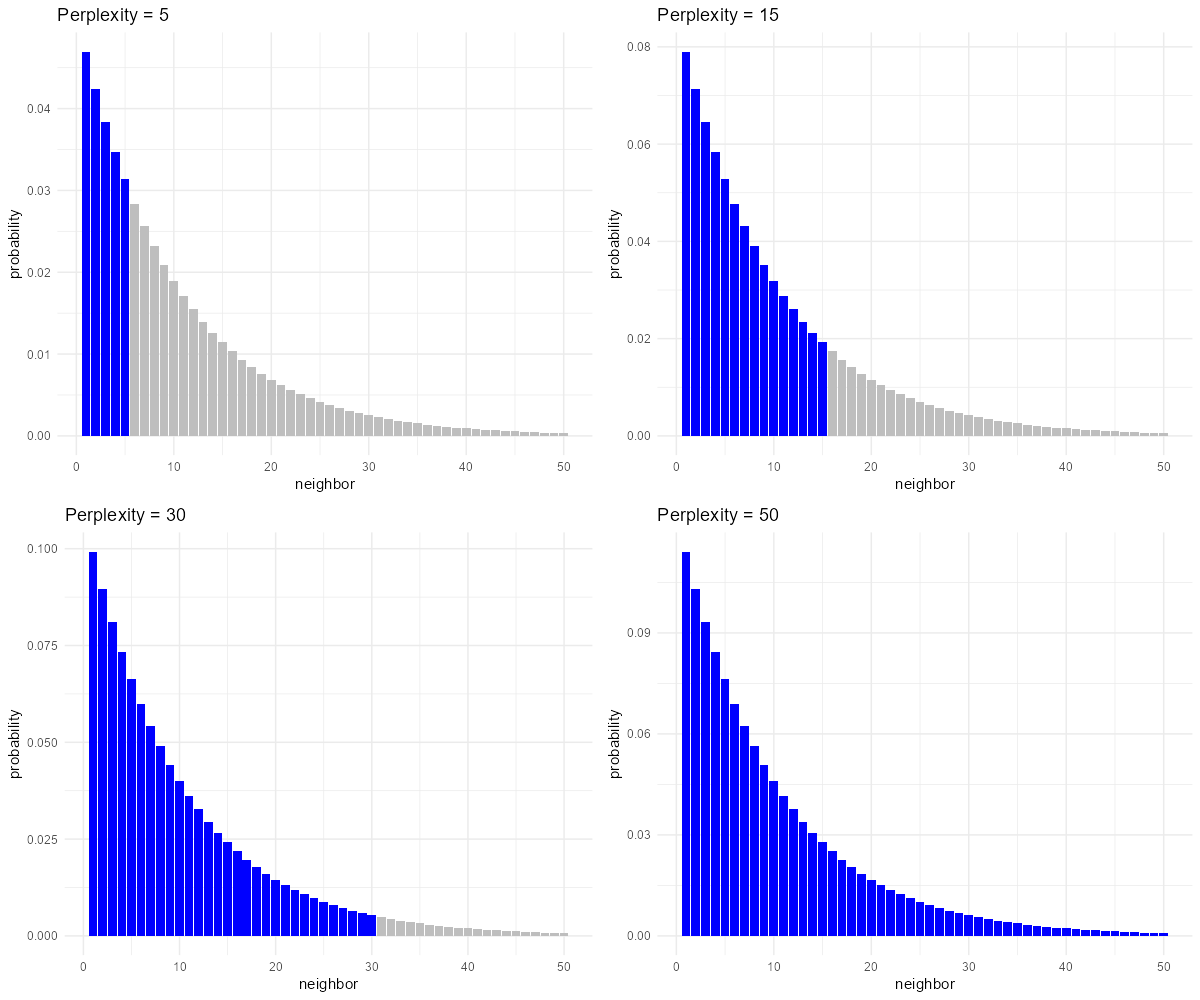 Perplexity = 5
probability
0.04
0.03
0.02
0.01
0.00
0 10 20 30 40 50
neighbor
Perplexity = 15
probability
0.08
0.06
0.04
0.02
0.00
0 10 20 30 40 50
neighbor
Perplexity = 30
probability
0.100
0.075
0.050
0.025
0.000
0 10 20 30 40 50
neighbor
Perplexity = 50
probability
0.09
0.06
0.03
0.00
0 10 20 30 40 50
neighbor